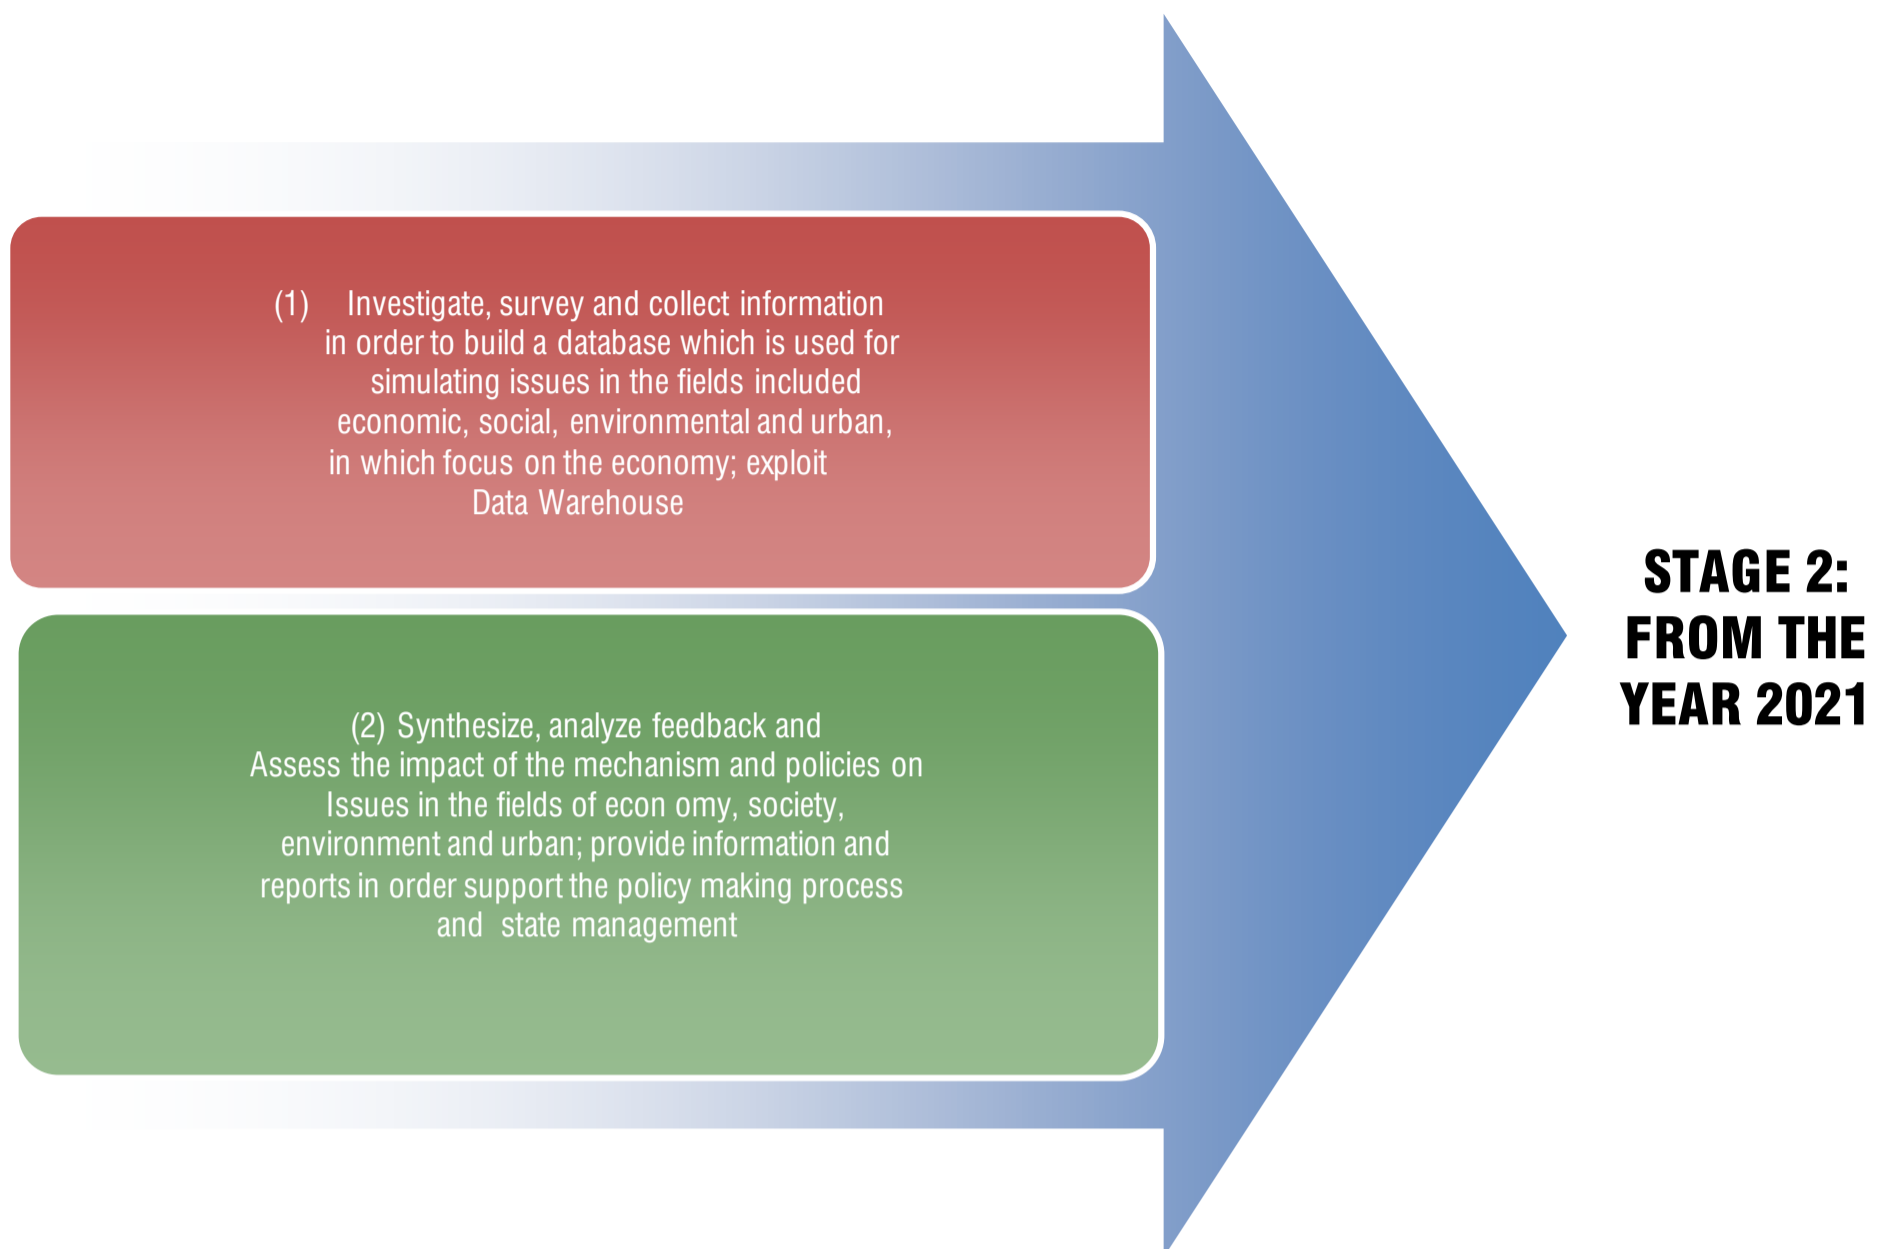 (1) Investigate, survey and collect information
in order to build a database which is used for
simulating issues in the fields included
economic, social, environmental and urban,
in which focus on the economy; exploit
Data Warehouse
(2) Synthesize, analyze feedback and
Assess the impact of the mechanism and policies on
Issues in the fields of econ omy, society,
environment and urban; provide information and
reports in order support the policy making process
and state management
STAGE 2:
FROM THE
YEAR 2021